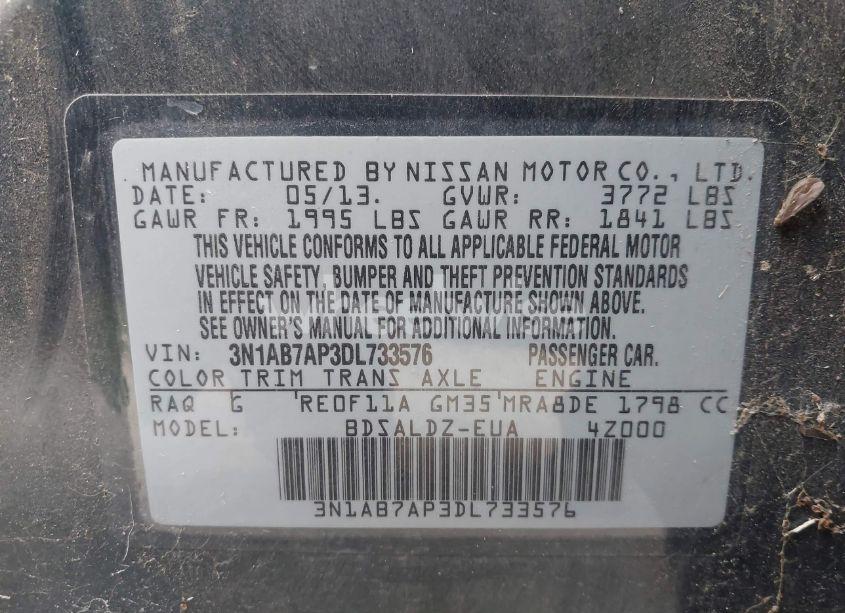 MANUFACTURED BY NISSAN MOTOR CO., LTD.
DATE: 05/13. GVWR: 3772 LBS
GAWR FR: 1995 LBS GAWR RR: 1841 LBS
THIS VEHICLE CONFORMS TO ALL APPLICABLE FEDERAL MOTOR
VEHICLE SAFETY, BUMPER AND THEFT PREVENTION STANDARDS
IN EFFECT ON THE DATE OF MANUFACTURE SHOWN ABOVE.
SEE OWNER'S MANUAL FOR ADDITIONAL INFORMATION.
VIN: 3N1AB7AP3DL733576 PASSENGER CAR.
COLOR TRIM TRANS AXLE ENGINE
RAQ G 'RE0F11A GM35'MRA8DE 1798 CC
MODEL: BDSALDZ-EUA 4Z000
3N1AB7AP3DL733576